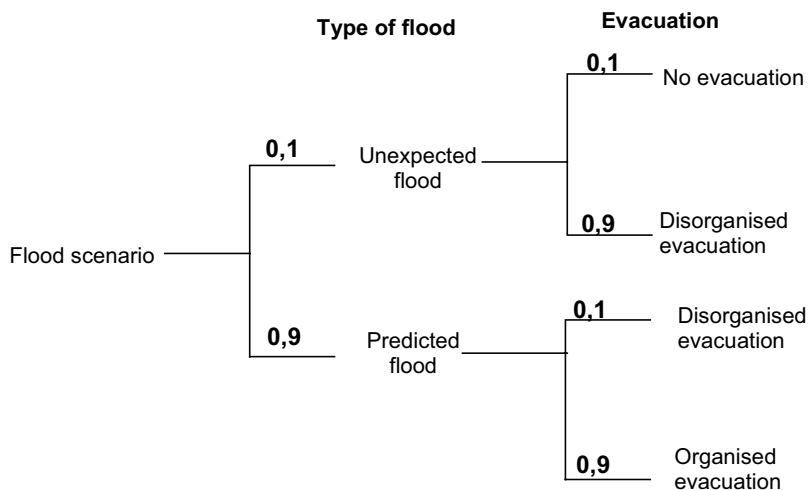 Type of flood
Evacuation
0,1
No evacuation
0,1
Unexpected
flood
0,9
Disorganised
evacuation
Flood scenario
0,1
Disorganised
evacuation
0,9
Predicted
flood
0,9
Organised
evacuation